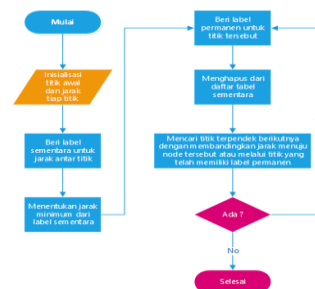 Mulai
Inisialisasi
titik awal
dan jarak
tiap titik
Beri label
sementara untuk
jarak antar titik
Menentukan jarak
minimum dari
label sementara
Beri label
permanen untuk
titik tersebut
Menghapus dari
daftar tabel
sementara
Mencari titik terpendek berikutnya
dengan membandingkan jarak menuju
node tersebut atau melalui titik yang
telah memiliki label permanen
Ada ?
No
Selesai